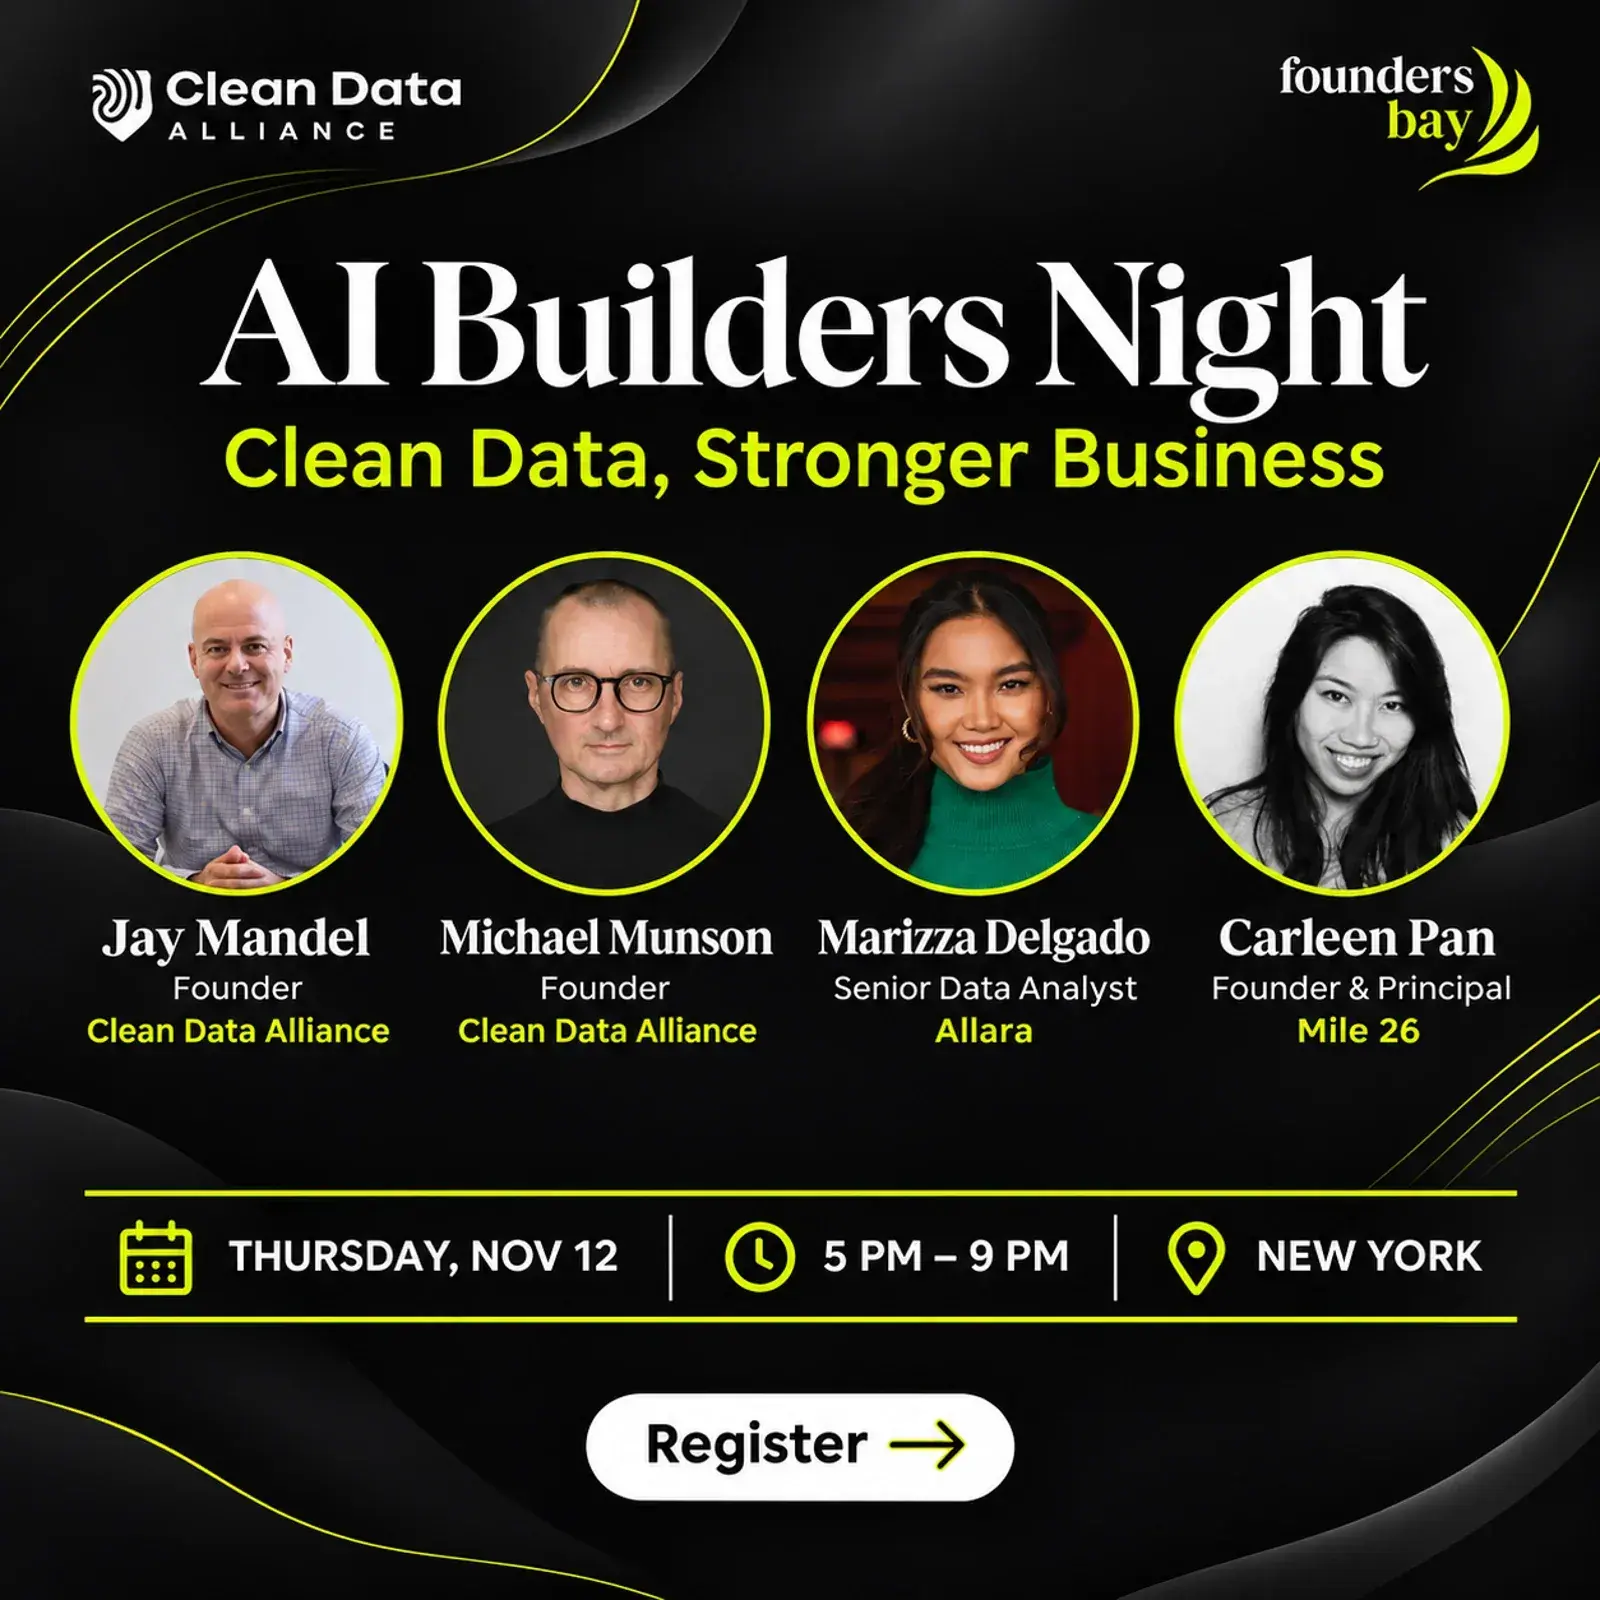 Clean Data
ALLIANCE
founders
bay
AI Builders Night
Clean Data, Stronger Business
Jay Mandel
Founder
Clean Data Alliance
Michael Munson
Founder
Clean Data Alliance
Marizza Delgado
Senior Data Analyst
Allara
Carleen Pan
Founder & Principal
Mile 26
THURSDAY, NOV 12
5 PM – 9 PM
NEW YORK
Register →